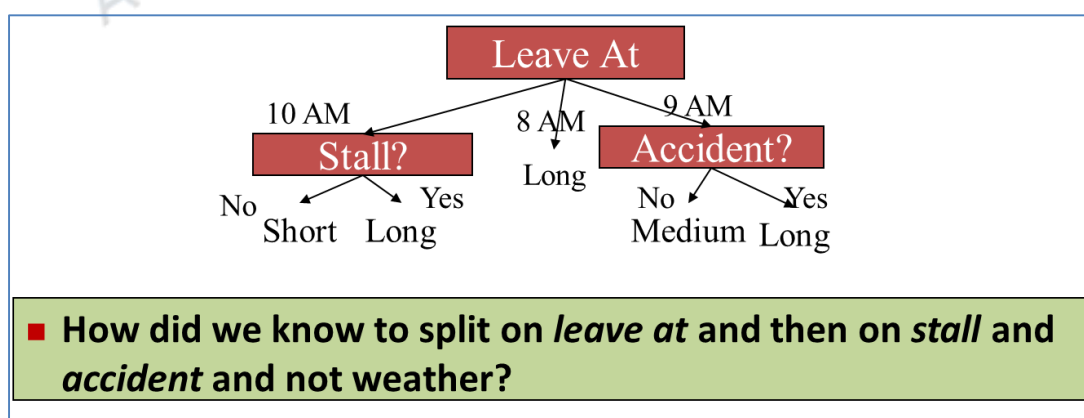 Leave At
10 AM
8 AM
9 AM
Stall?
Accident?
Long
No
Yes
No
Yes
Short
Long
Medium
Long
How did we know to split on leave at and then on stall and
accident and not weather?